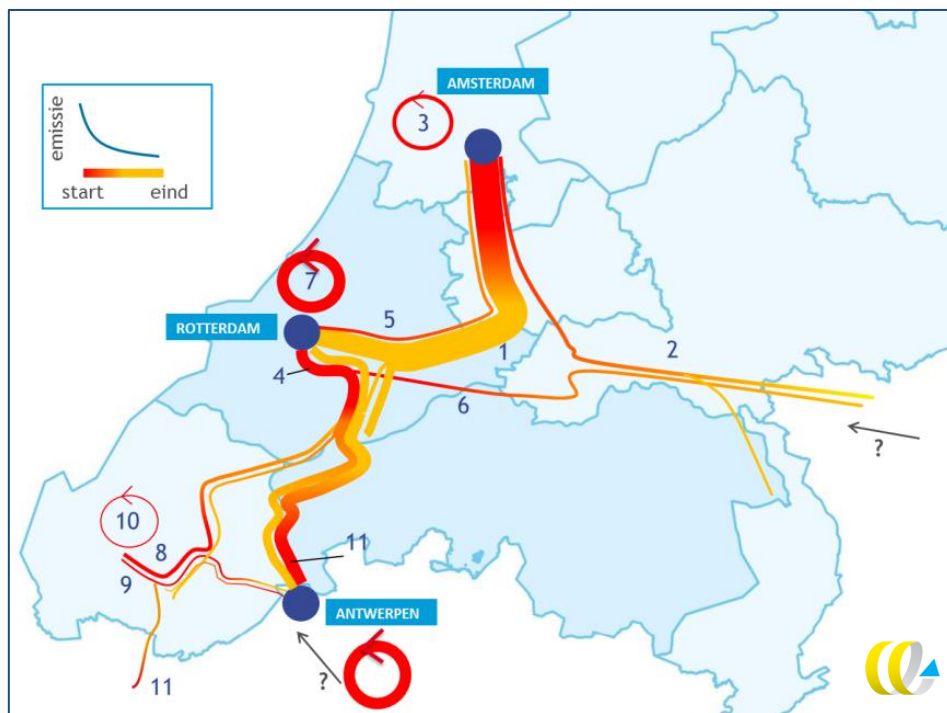 AMSTERDAM
emissie
start eind
3
7
ROTTERDAM
5
1
2
4
6
?
10
8
9
11
11
ANTWERPEN
?